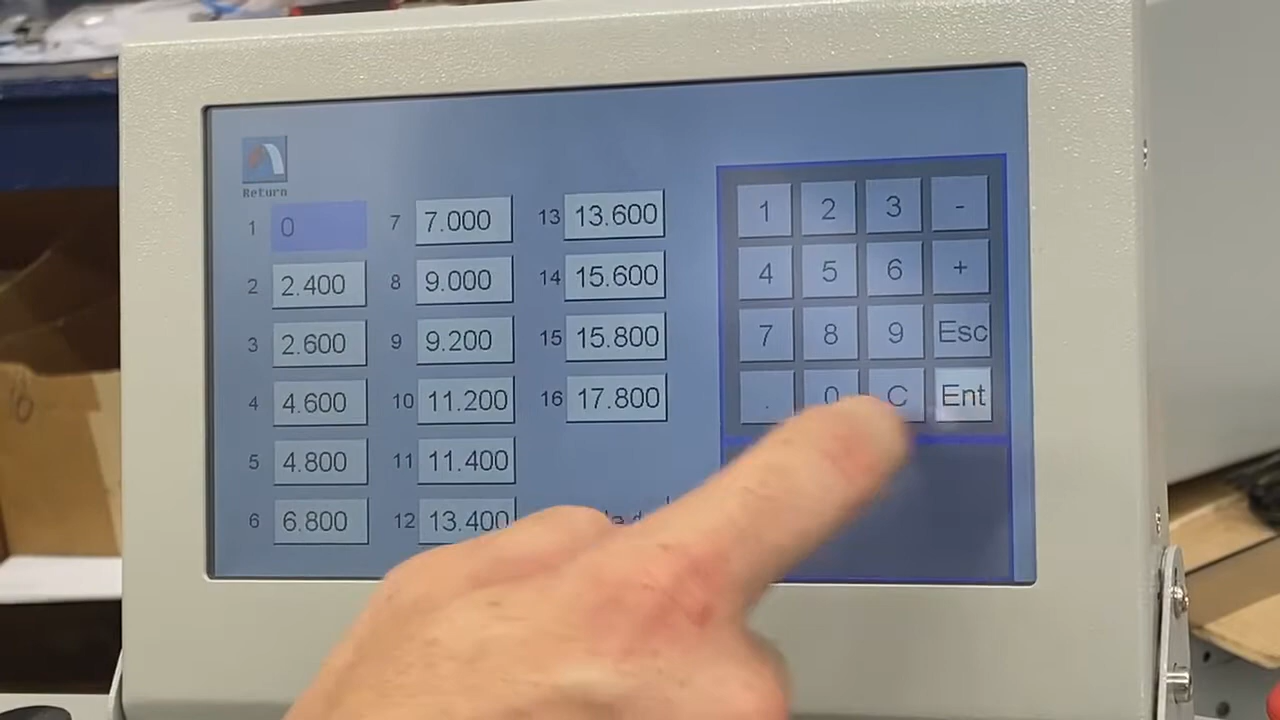 Return
1 0 7 7.000 13 13.600
2 2.400 8 9.000 14 15.600
3 2.600 9 9.200 15 15.800
4 4.600 10 11.200 16 17.800
5 4.800 11 11.400
6 6.800 12 13.400
1 2 3 -
4 5 6 +
7 8 9 Esc
. 0 C Ent